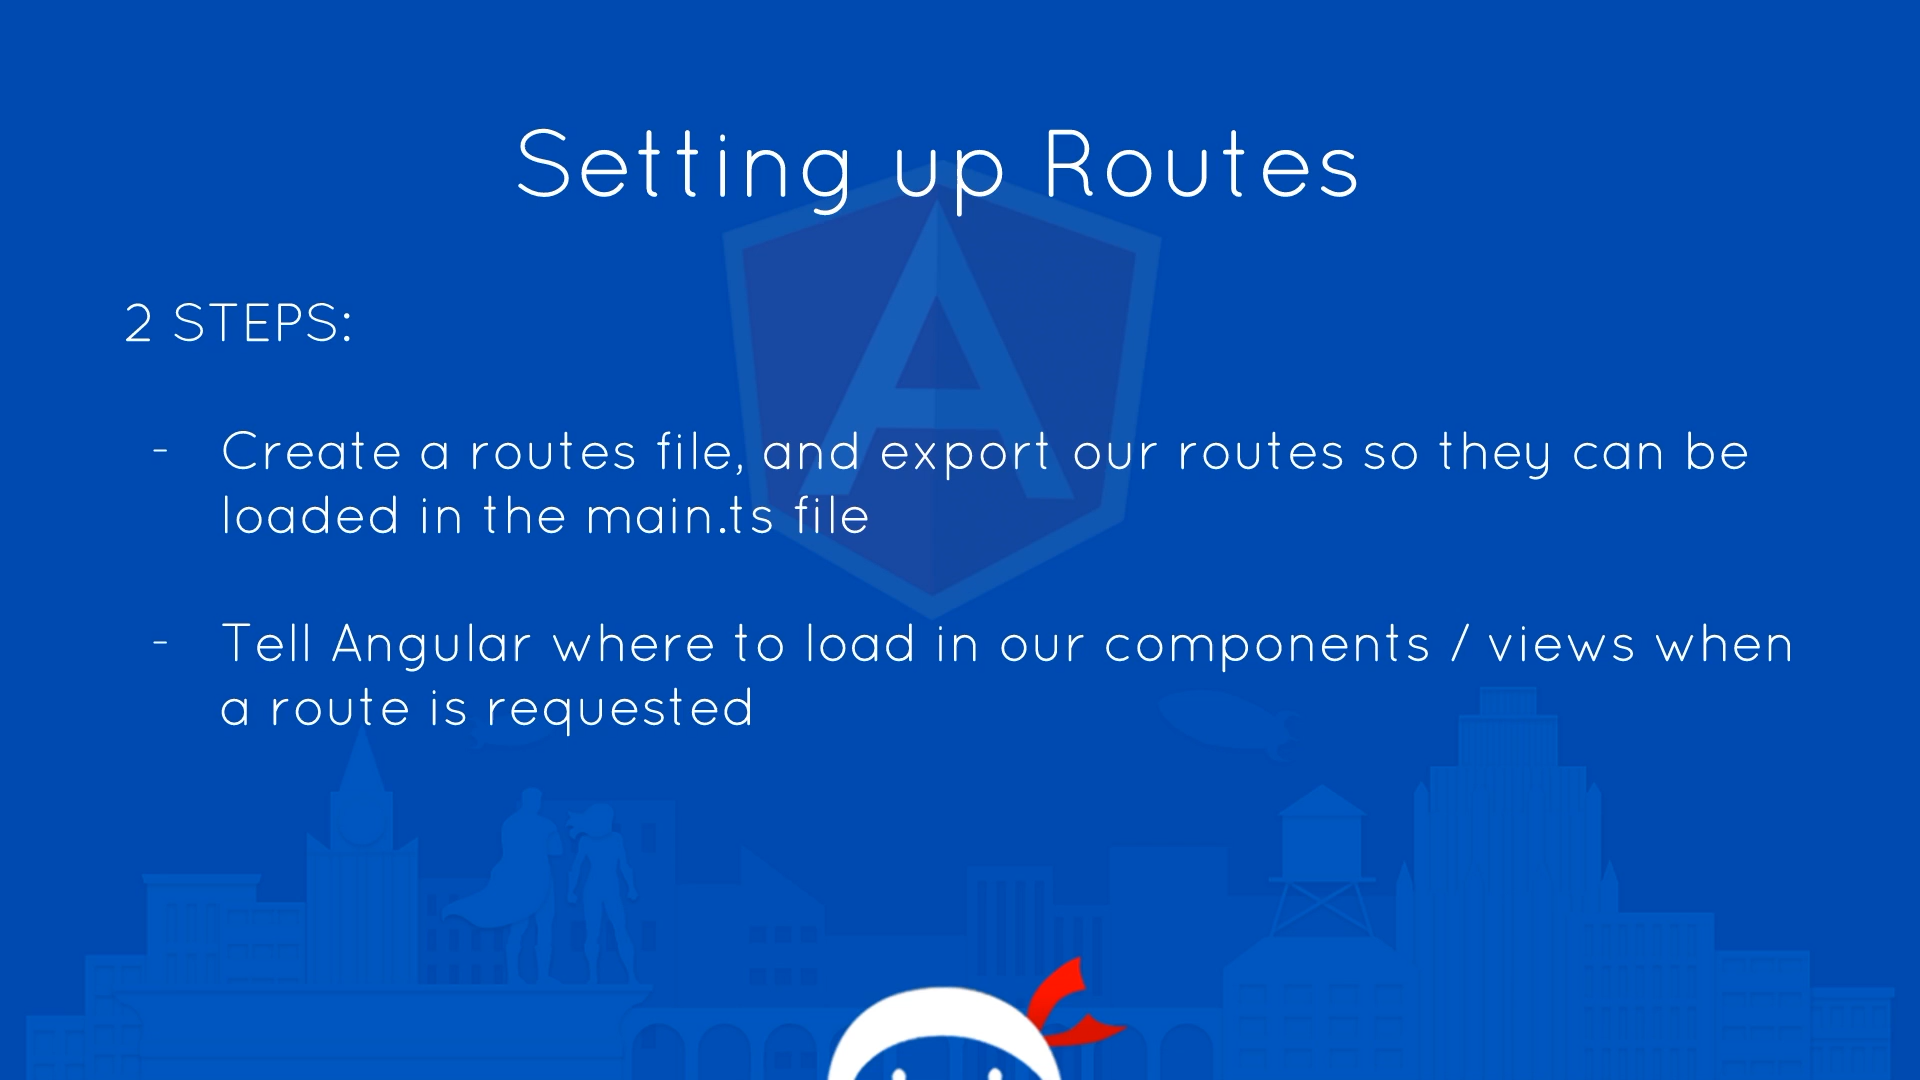 Setting up Routes
2 STEPS:
- Create a routes file, and export our routes so they can be
loaded in the main.ts file
- Tell Angular where to load in our components / views when
a route is requested